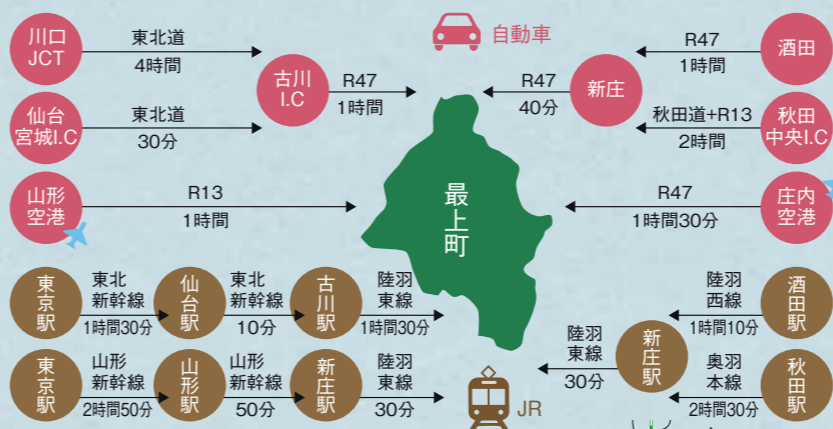 自動車
川口
JCT
東北道
4時間
古川
I.C
R47
1時間
仙台
宮城I.C
東北道
30分
山形
空港
R13
1時間
R47
40分
新庄
R47
1時間
酒田
秋田道+R13
2時間
秋田
中央I.C
R47
1時間30分
庄内
空港
最上町
東京駅
東北
新幹線
1時間30分
仙台駅
東北
新幹線
10分
古川駅
陸羽
東線
1時間30分
東京駅
山形
新幹線
2時間50分
山形駅
山形
新幹線
50分
新庄駅
陸羽
東線
30分
JR
陸羽
東線
30分
新庄駅
陸羽
西線
1時間10分
酒田駅
奥羽
本線
2時間30分
秋田駅